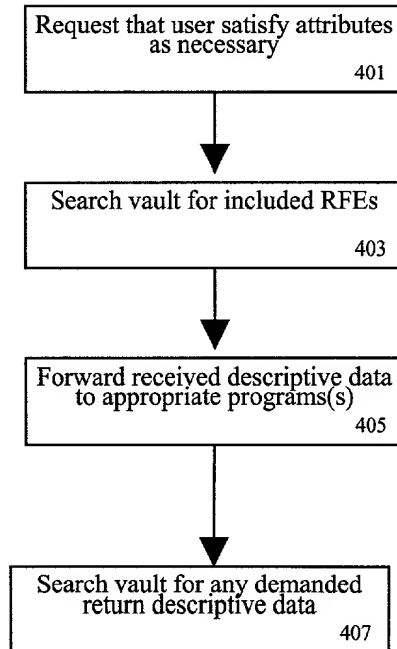 Request that user satisfy attributes
as necessary
401
Search vault for included RFEs
403
Forward received descriptive data
to appropriate programs(s)
405
Search vault for any demanded
return descriptive data
407